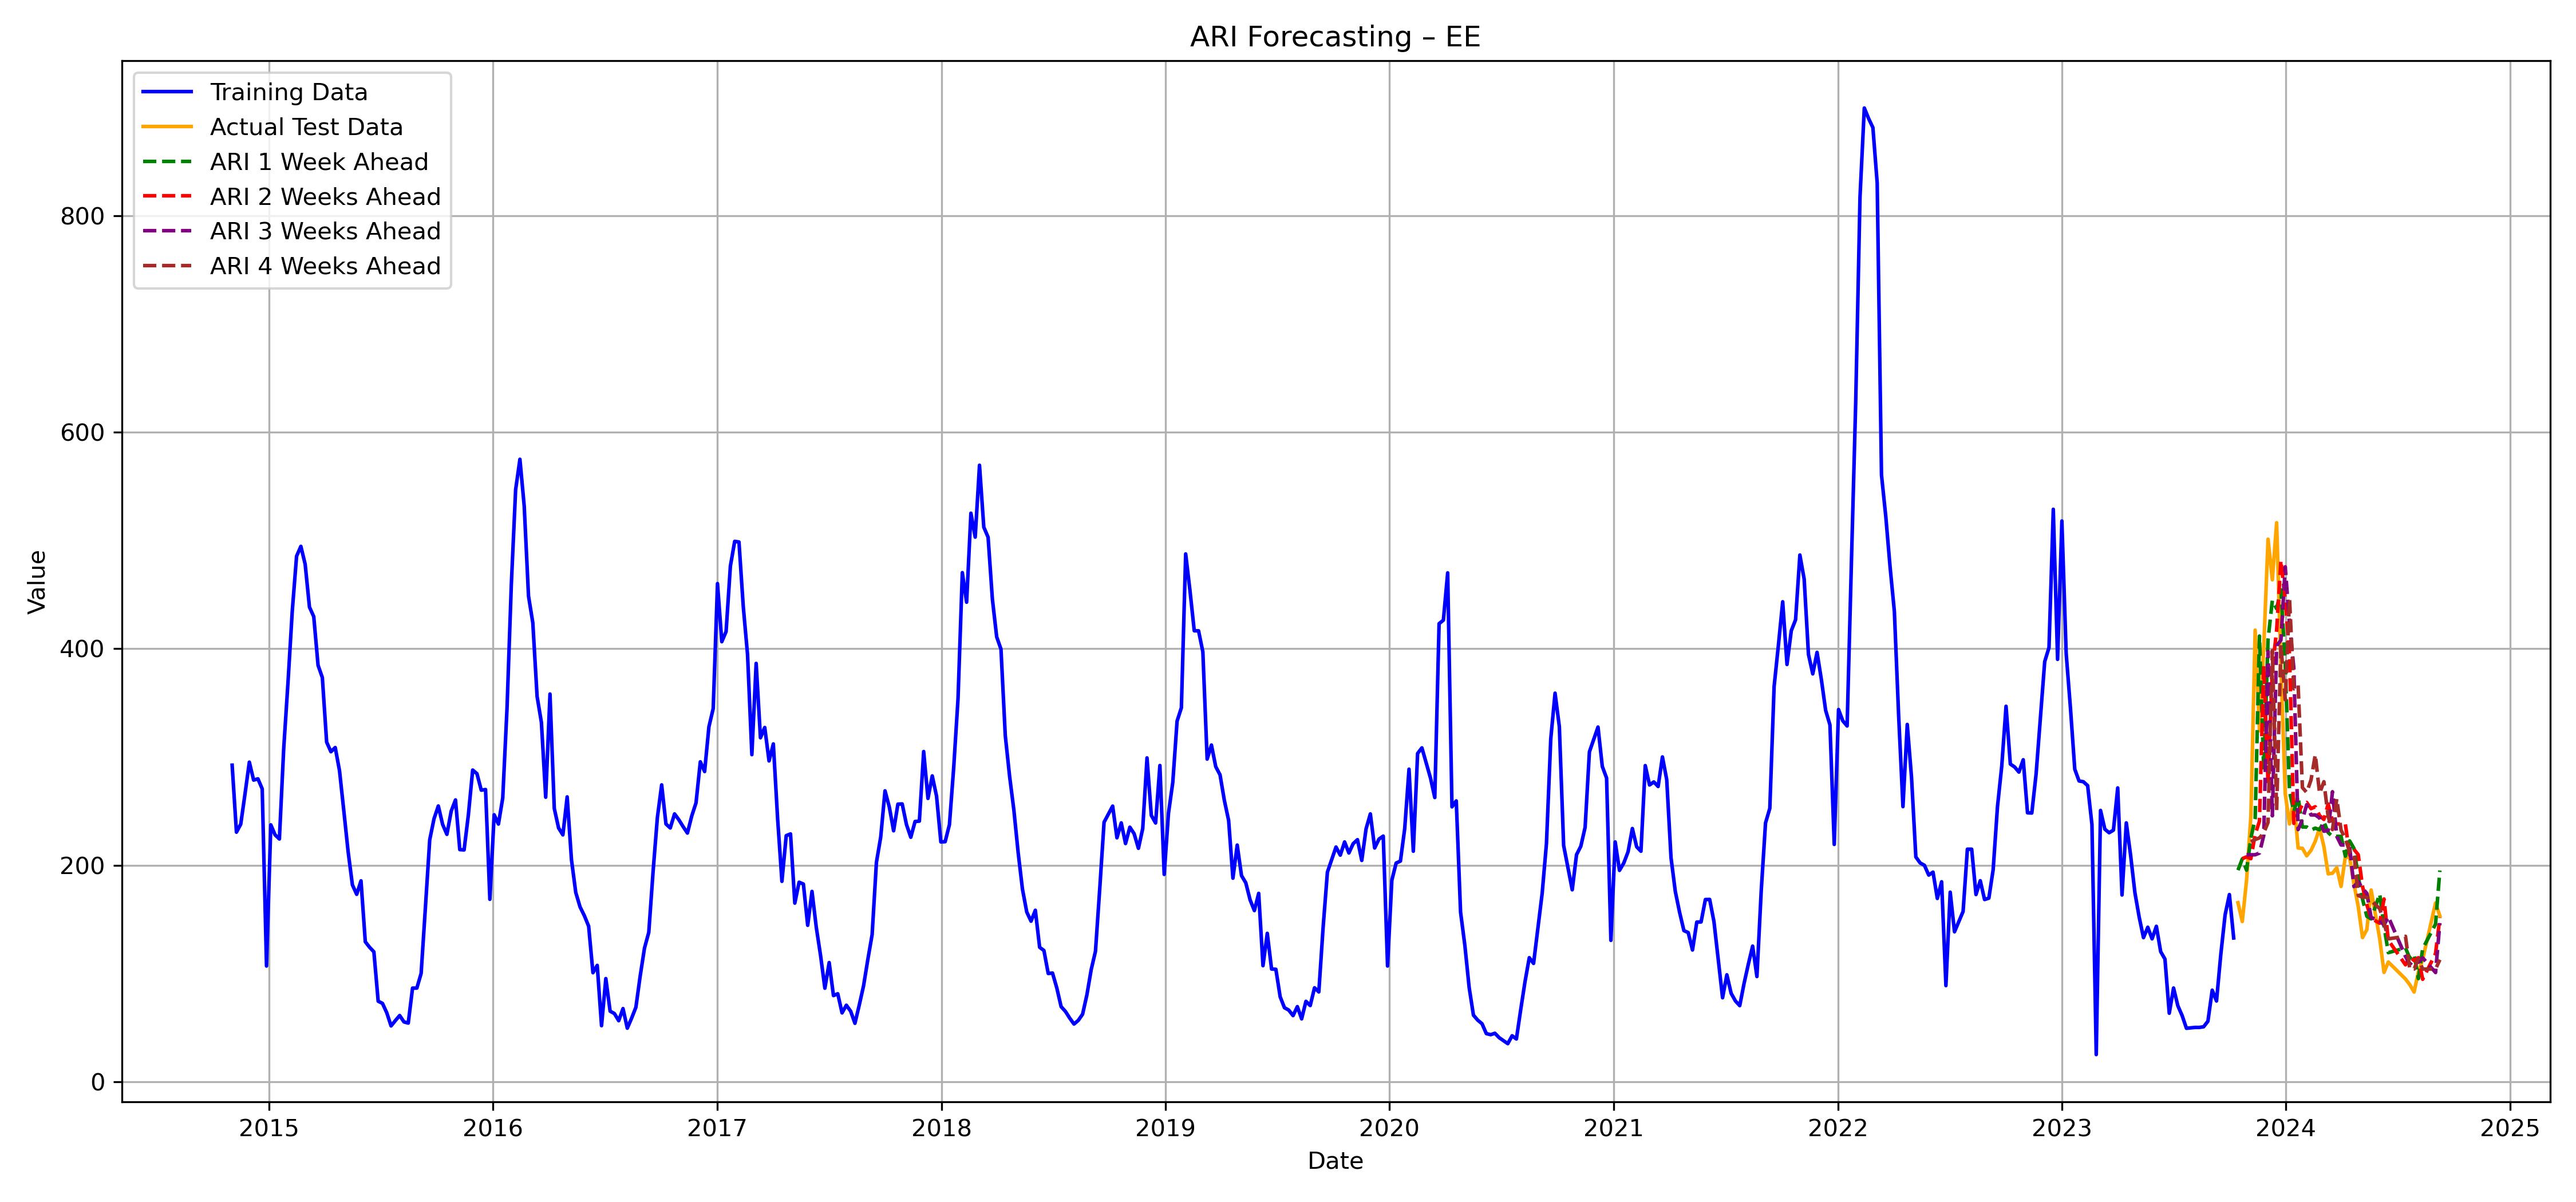 ARI Forecasting – EE
Training Data
Actual Test Data
ARI 1 Week Ahead
ARI 2 Weeks Ahead
ARI 3 Weeks Ahead
ARI 4 Weeks Ahead
Value
800
600
400
200
0
2015 2016 2017 2018 2019 2020 2021 2022 2023 2024 2025
Date